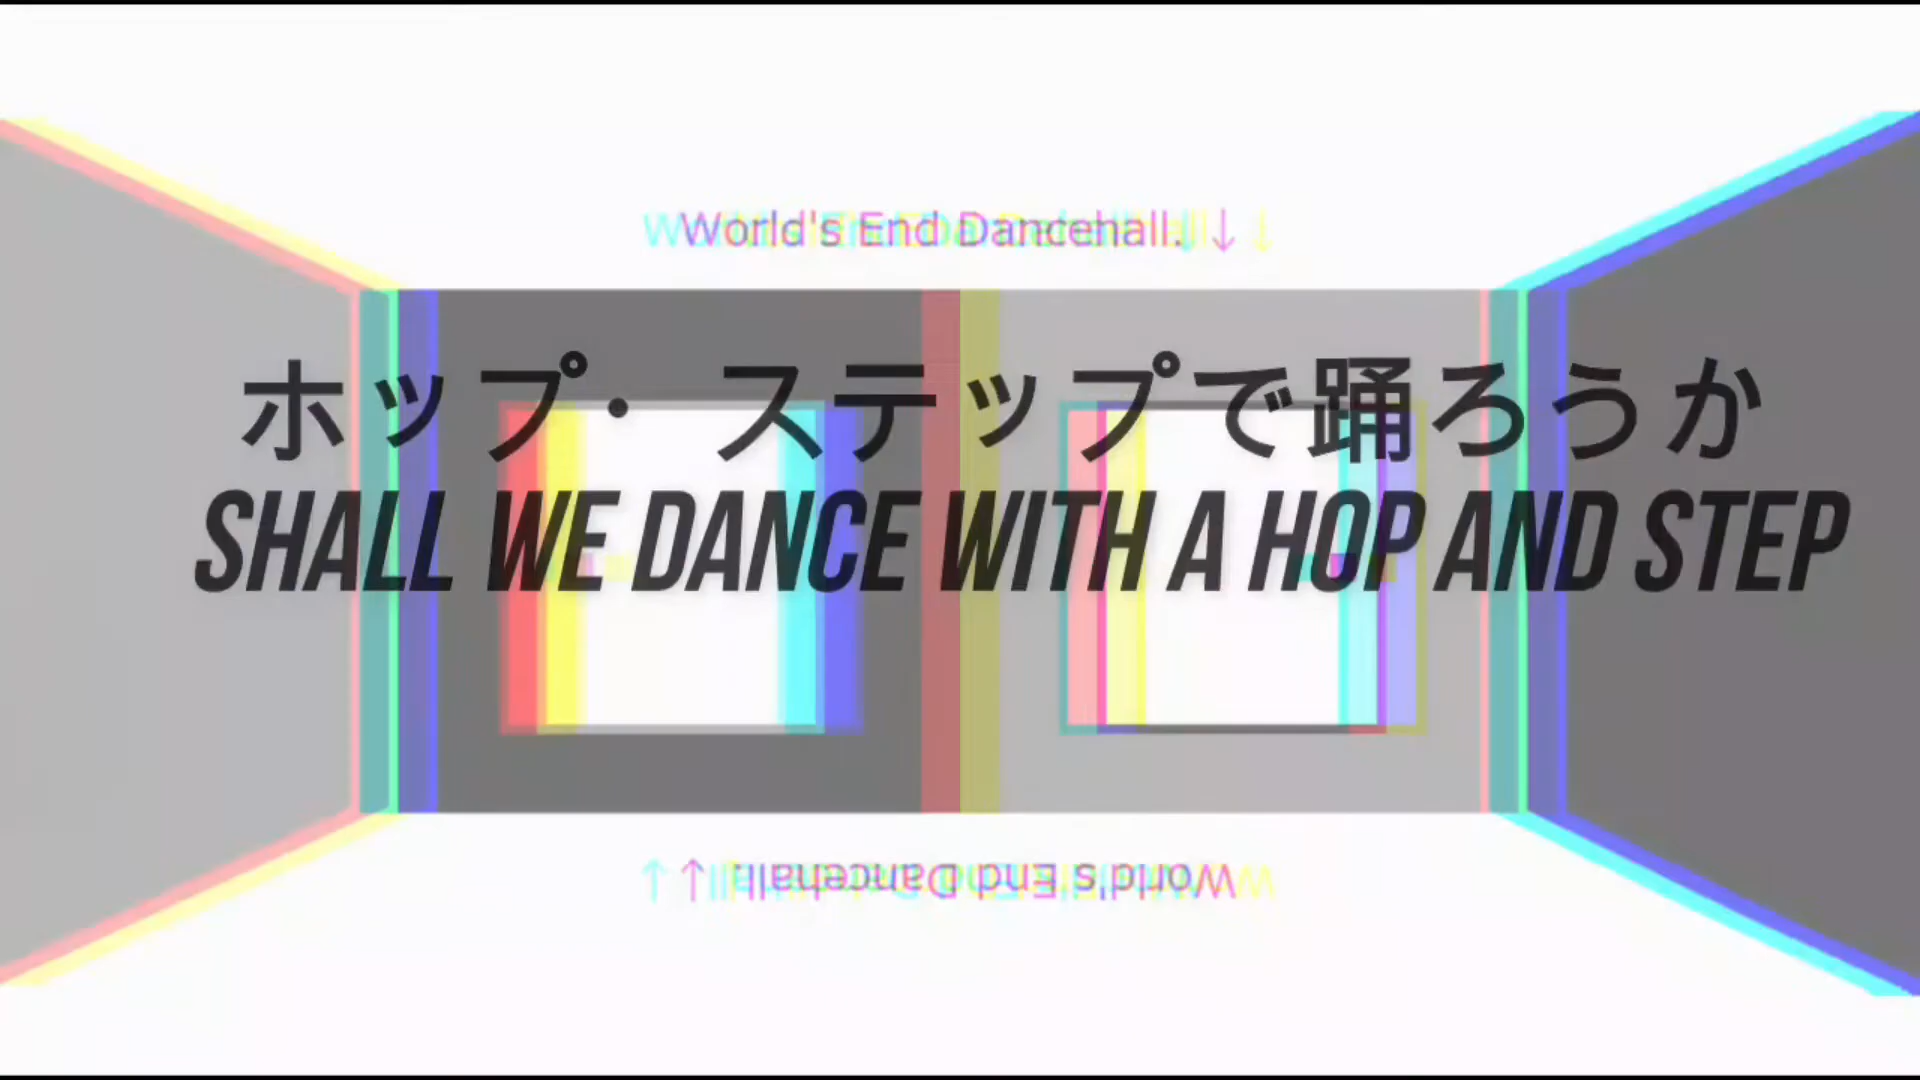 World's End Dancehall. ↓
ホップ・ ステップで踊ろうか
SHALL WE DANCE WITH A HOP AND STEP
World's End Dancehall. ↓